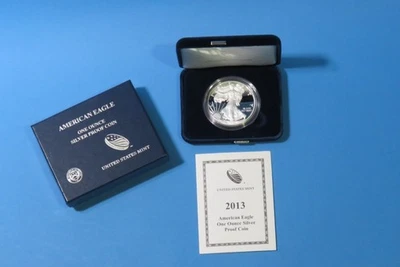 AMERICAN EAGLE
ONE OUNCE
SILVER PROOF COIN
UNITED STATES MINT
2013
American Eagle
One Ounce Silver
Proof Coin